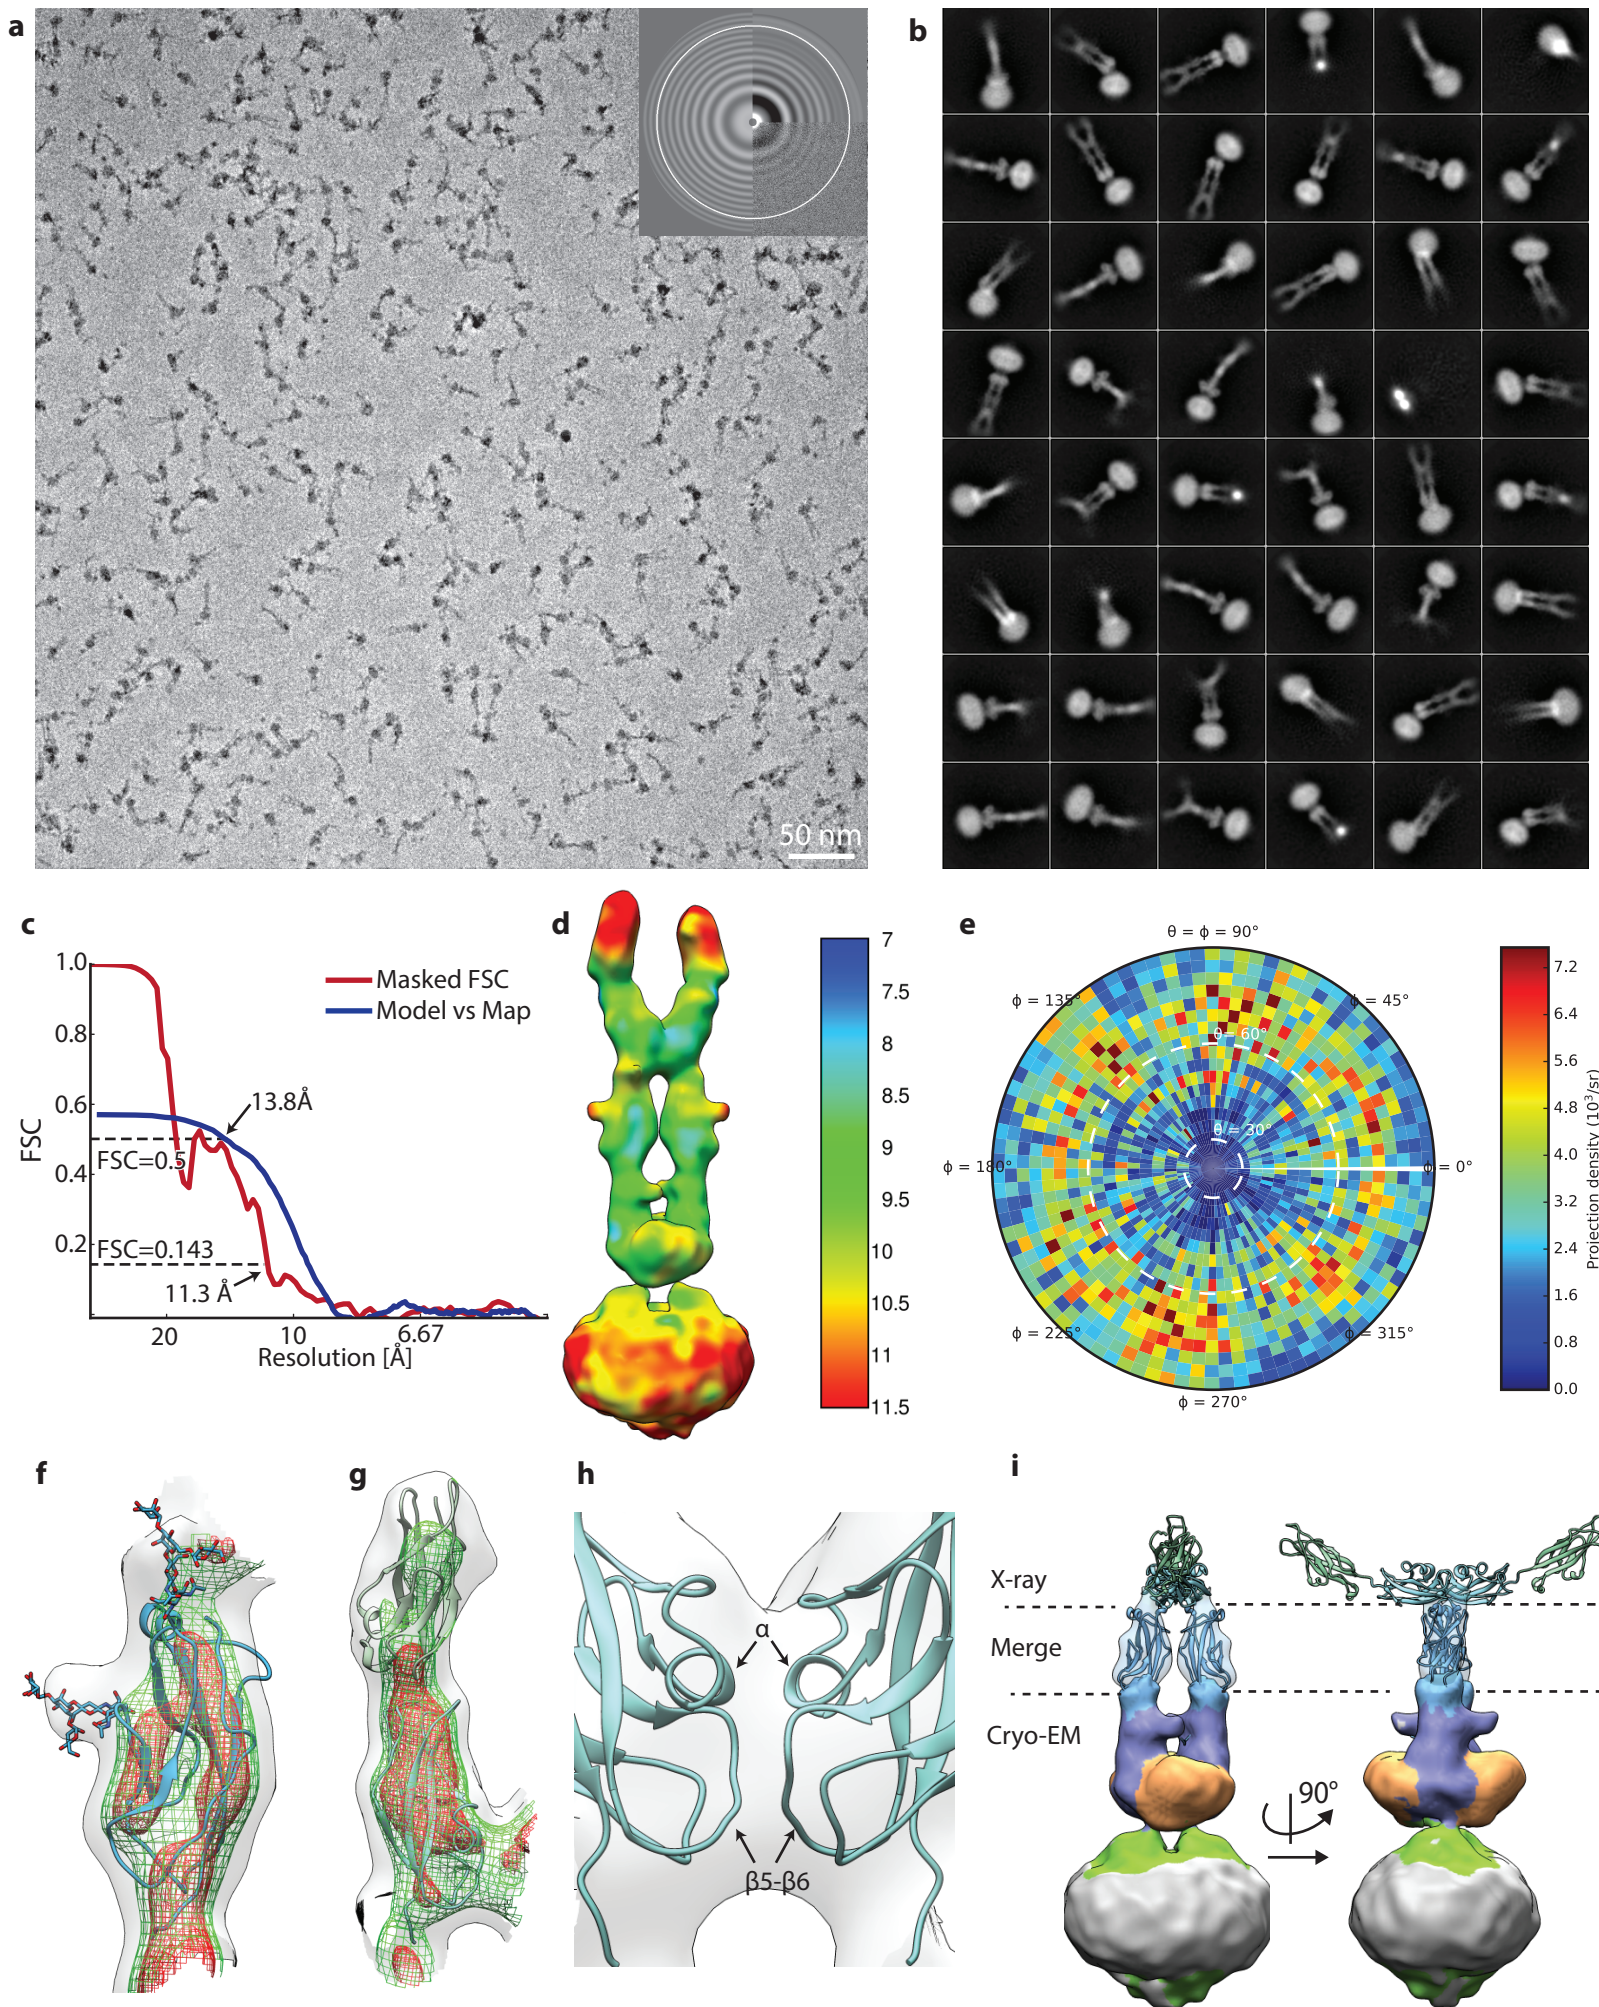 a
50 nm
b
c
1.0
0.8
0.6
0.4
0.2
FSC
Masked FSC
Model vs Map
13.8Å
FSC=0.5
FSC=0.143
11.3 Å
20
10
6.67
Resolution [Å]
d
7
7.5
8
8.5
9
9.5
10
10.5
11
11.5
e
θ = ϕ = 90°
ϕ = 135°
ϕ = 45°
θ = 60°
θ = 30°
ϕ = 180°
ϕ = 0°
ϕ = 225°
ϕ = 315°
ϕ = 270°
7.2
6.4
5.6
4.8
4.0
3.2
2.4
1.6
0.8
0.0
Projection density (10³/sr)
f
g
h
α
β5-β6
i
X-ray
Merge
Cryo-EM
90°